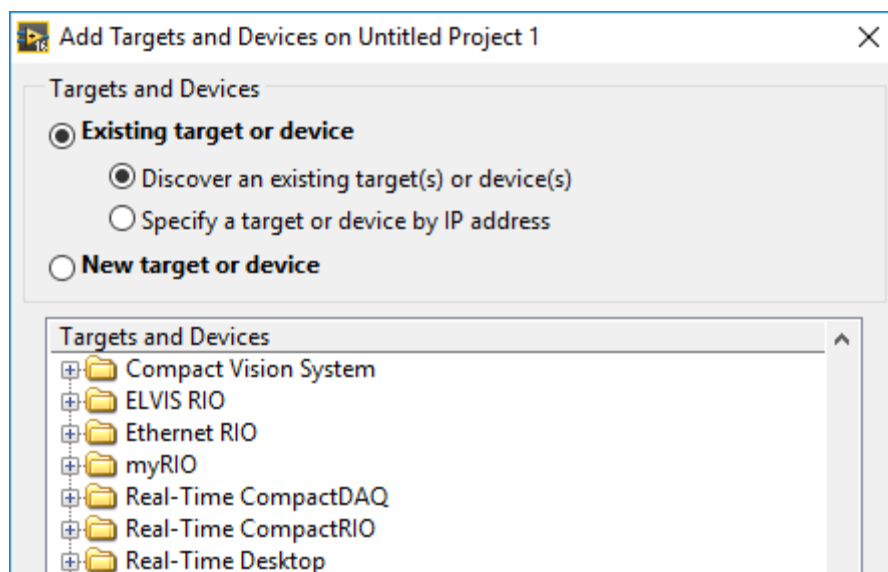 Add Targets and Devices on Untitled Project 1
Targets and Devices
Existing target or device
Discover an existing target(s) or device(s)
Specify a target or device by IP address
New target or device
Targets and Devices
Compact Vision System
ELVIS RIO
Ethernet RIO
myRIO
Real-Time CompactDAQ
Real-Time CompactRIO
Real-Time Desktop